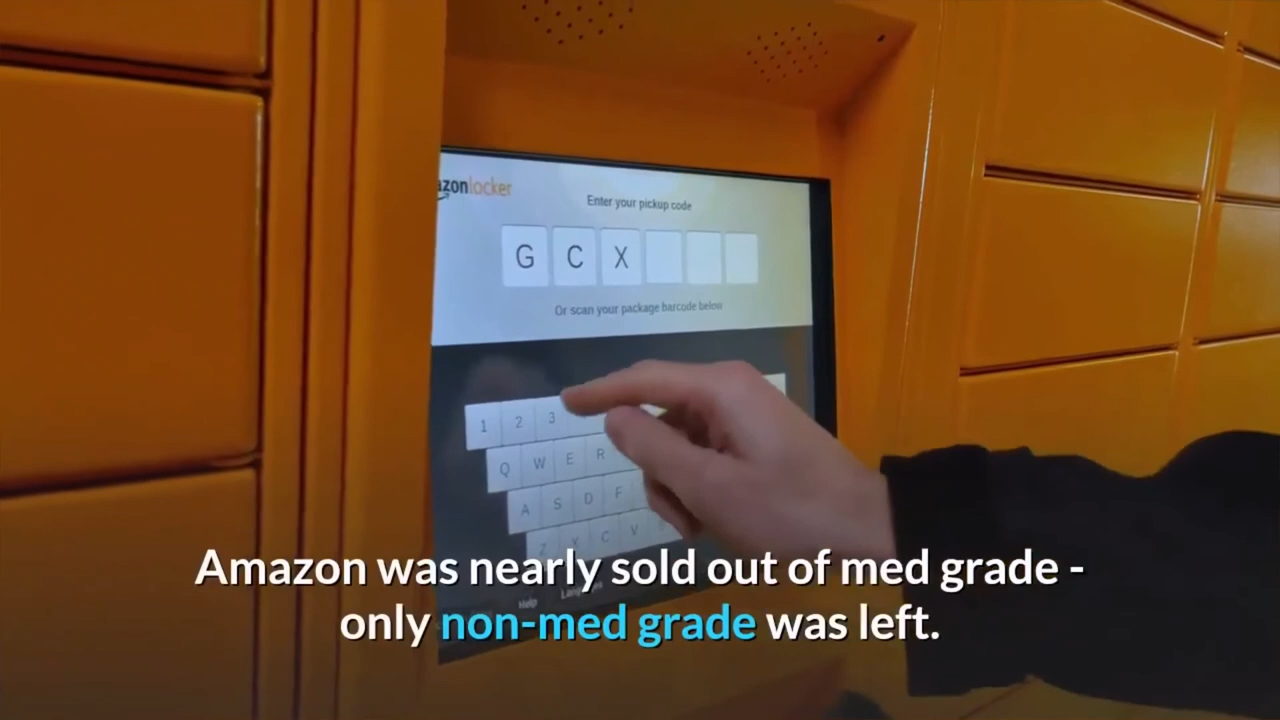 azonlocker
Enter your pickup code
G C X
Or scan your package barcode below
1 2 3
Q W E R
A S D F
Z X C V
Help
Amazon was nearly sold out of med grade -
only non-med grade was left.